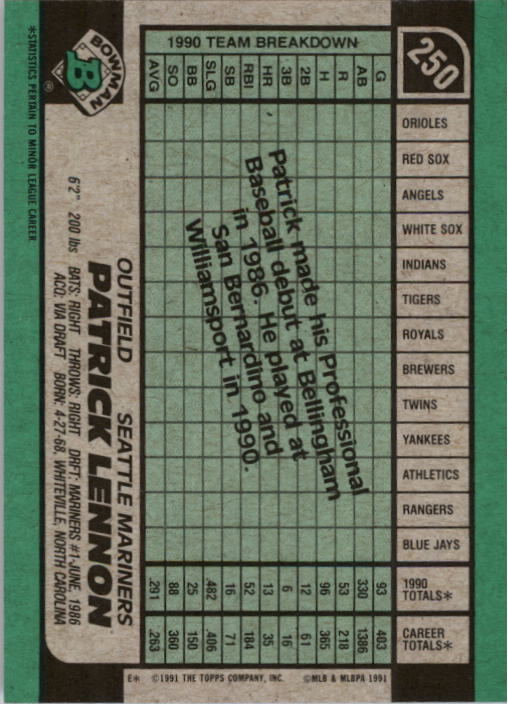 250
BOWMAN
B
®
OUTFIELD SEATTLE MARINERS
PATRICK LENNON
6'2" 200 lbs BATS: RIGHT THROWS: RIGHT DRFT: MARINERS #1-JUNE, 1986
ACQ: VIA DRAFT BORN: 4-27-68, WHITEVILLE, NORTH CAROLINA
1990 TEAM BREAKDOWN
G AB R H 2B 3B HR RBI SB SLG BB SO AVG
ORIOLES
RED SOX
ANGELS
WHITE SOX
INDIANS
TIGERS
ROYALS
BREWERS
TWINS
YANKEES
ATHLETICS
RANGERS
BLUE JAYS
1990 TOTALS* 93 330 53 96 12 6 13 52 16 .482 25 88 .291
CAREER TOTALS* 403 1386 218 365 61 16 35 184 71 .406 150 360 .263
Patrick made his Professional
Baseball debut at Bellingham
in 1986. He played at
San Bernardino and
Williamsport in 1990.
*STATISTICS PERTAIN TO MINOR LEAGUE CAREER
E* ©1991 THE TOPPS COMPANY, INC. ©MLB & MLBPA 1991